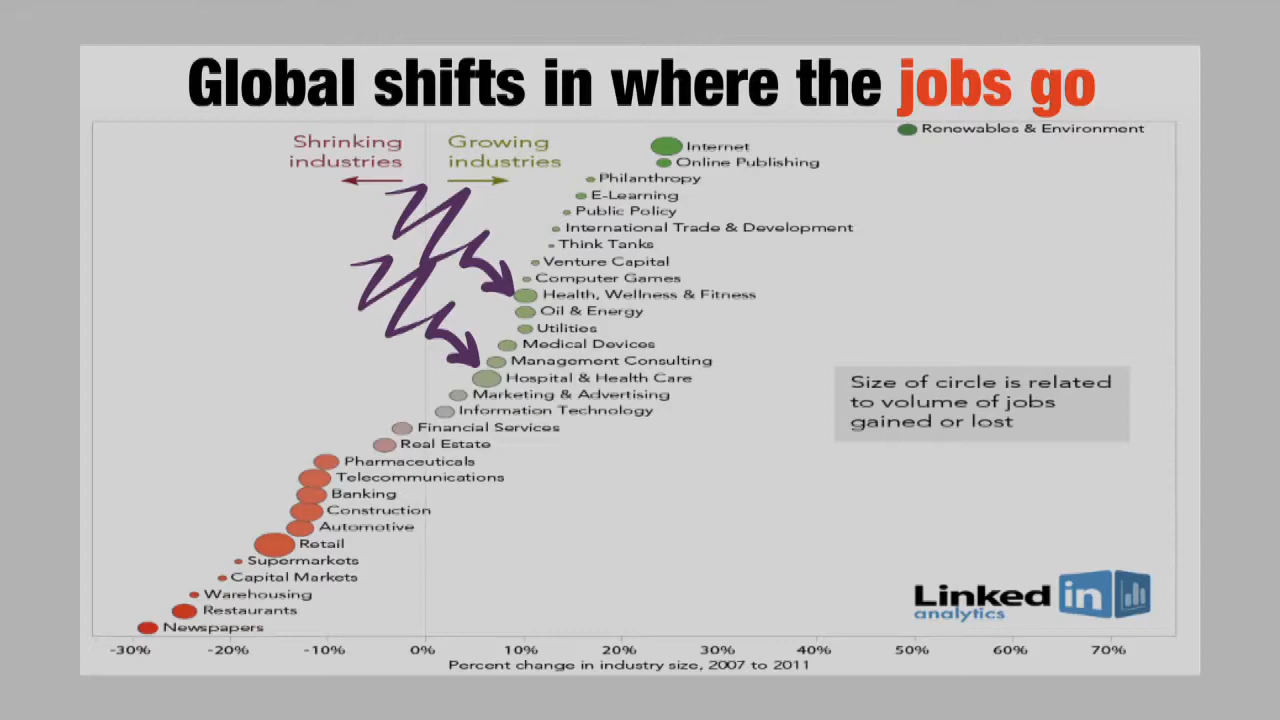 Global shifts in where the jobs go
Shrinking
industries
Growing
industries
Renewables & Environment
Internet
Online Publishing
Philanthropy
E-Learning
Public Policy
International Trade & Development
Think Tanks
Venture Capital
Computer Games
Health, Wellness & Fitness
Oil & Energy
Utilities
Medical Devices
Management Consulting
Hospital & Health Care
Marketing & Advertising
Information Technology
Financial Services
Real Estate
Pharmaceuticals
Telecommunications
Banking
Construction
Automotive
Retail
Supermarkets
Capital Markets
Warehousing
Restaurants
Newspapers
Size of circle is related
to volume of jobs
gained or lost
Linked in
analytics
-30% -20% -10% 0% 10% 20% 30% 40% 50% 60% 70%
Percent change in industry size, 2007 to 2011